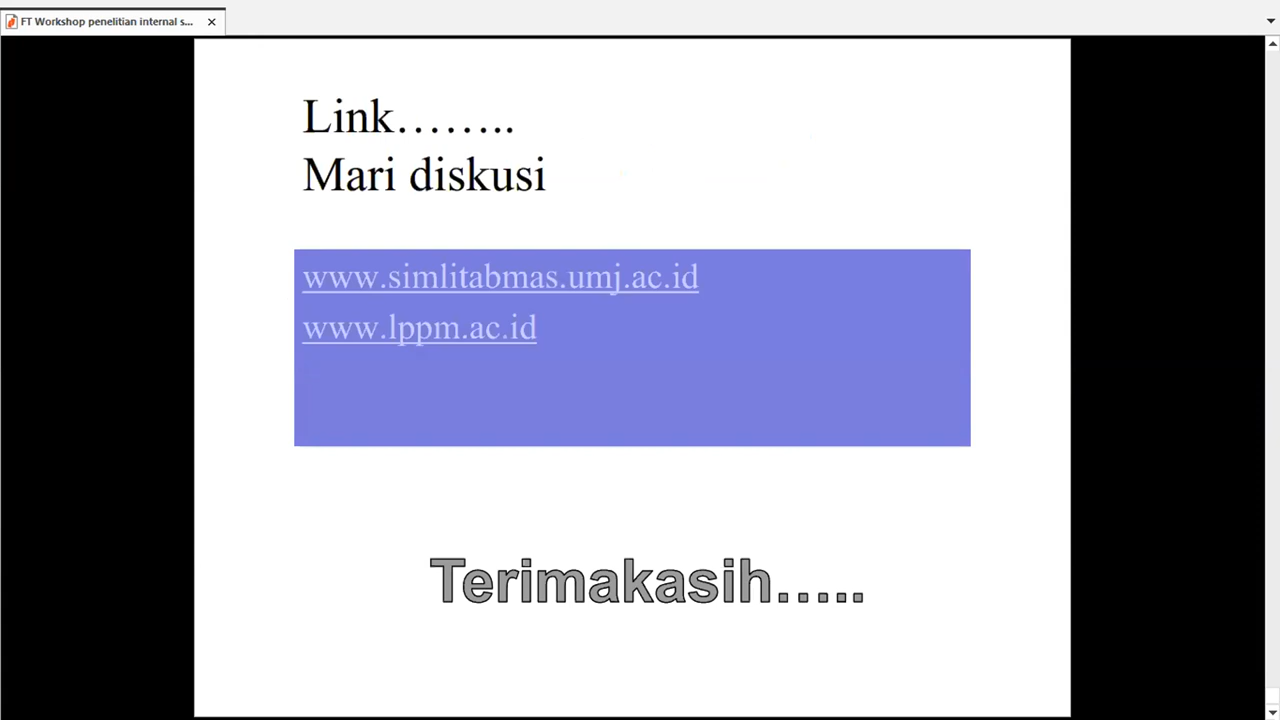 FT Workshop penelitian internal s...
Link……..
Mari diskusi
www.simlitabmas.umj.ac.id
www.lppm.ac.id
Terimakasih…..